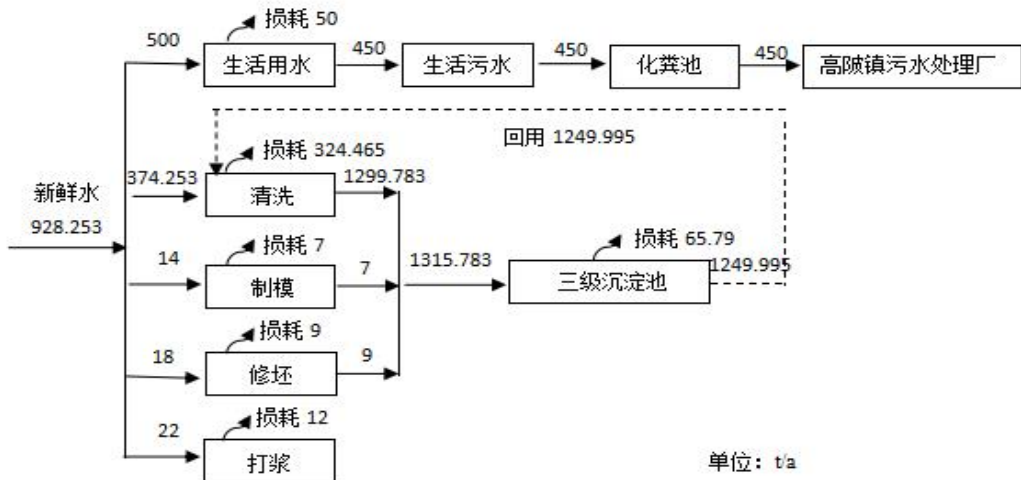 损耗 50
500
生活用水
450
生活污水
450
化粪池
450
高陂镇污水处理厂
回用 1249.995
损耗 324.465
374.253
清洗
1299.783
新鲜水
928.253
损耗 7
14
制模
7
1315.783
损耗 65.79
三级沉淀池
1249.995
损耗 9
18
修坯
9
损耗 12
22
打浆
单位：t/a